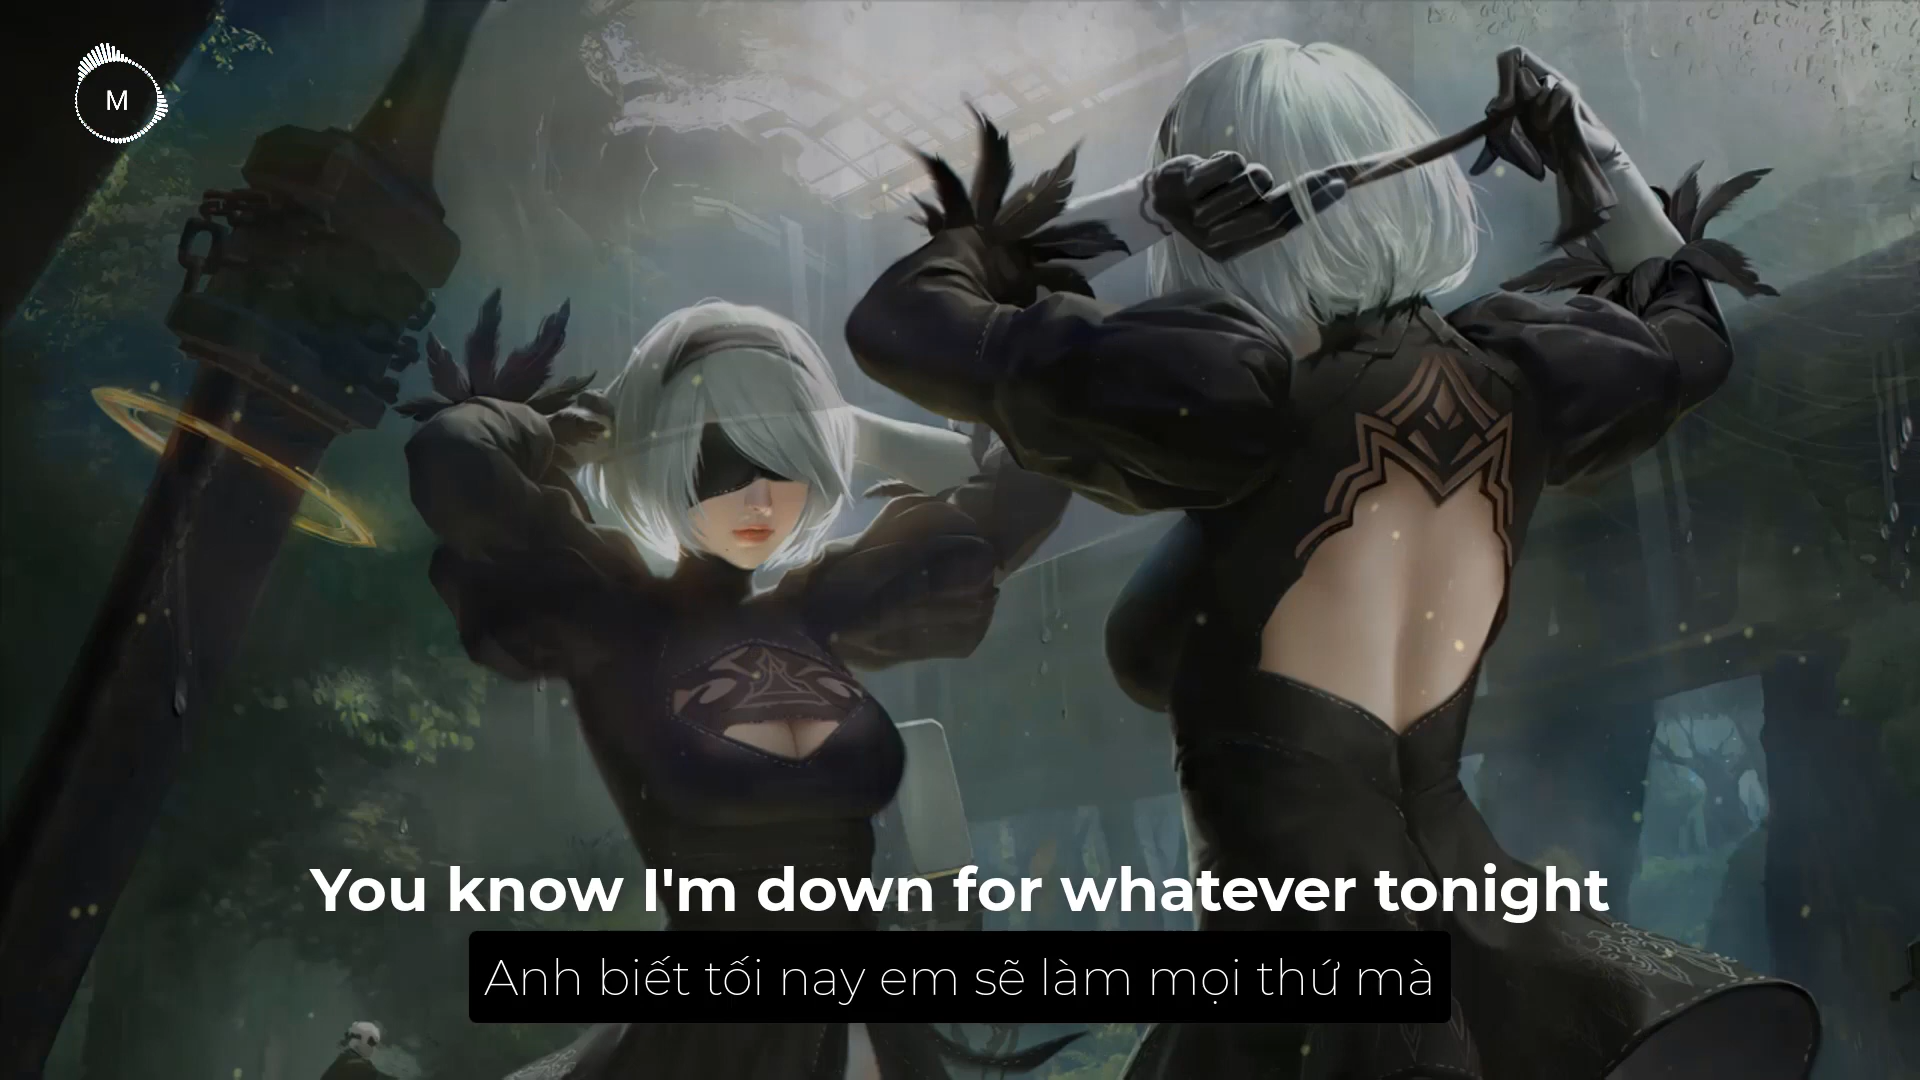 M
You know I'm down for whatever tonight
Anh biết tối nay em sẽ làm mọi thứ mà